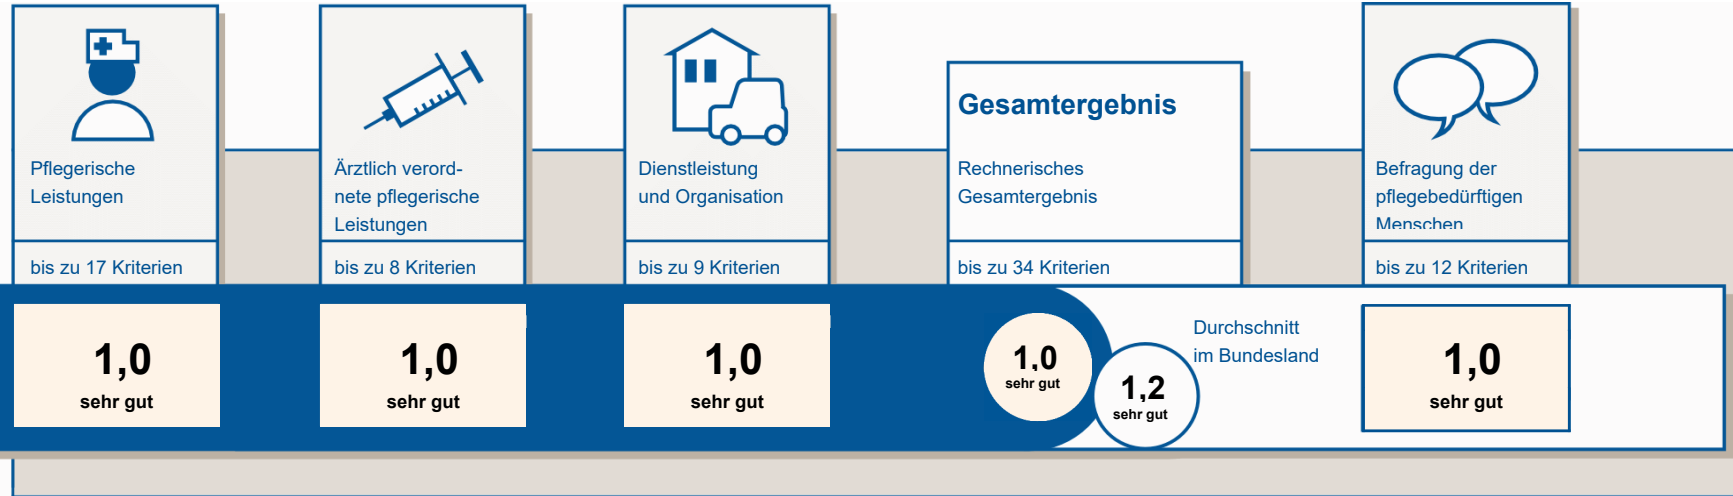 Pflegerische
Leistungen
bis zu 17 Kriterien
1,0
sehr gut
Ärztlich verord-
nete pflegerische
Leistungen
bis zu 8 Kriterien
1,0
sehr gut
Dienstleistung
und Organisation
bis zu 9 Kriterien
1,0
sehr gut
Gesamtergebnis
Rechnerisches
Gesamtergebnis
bis zu 34 Kriterien
1,0
sehr gut
1,2
sehr gut
Durchschnitt
im Bundesland
Befragung der
pflegebedürftigen
Menschen
bis zu 12 Kriterien
1,0
sehr gut